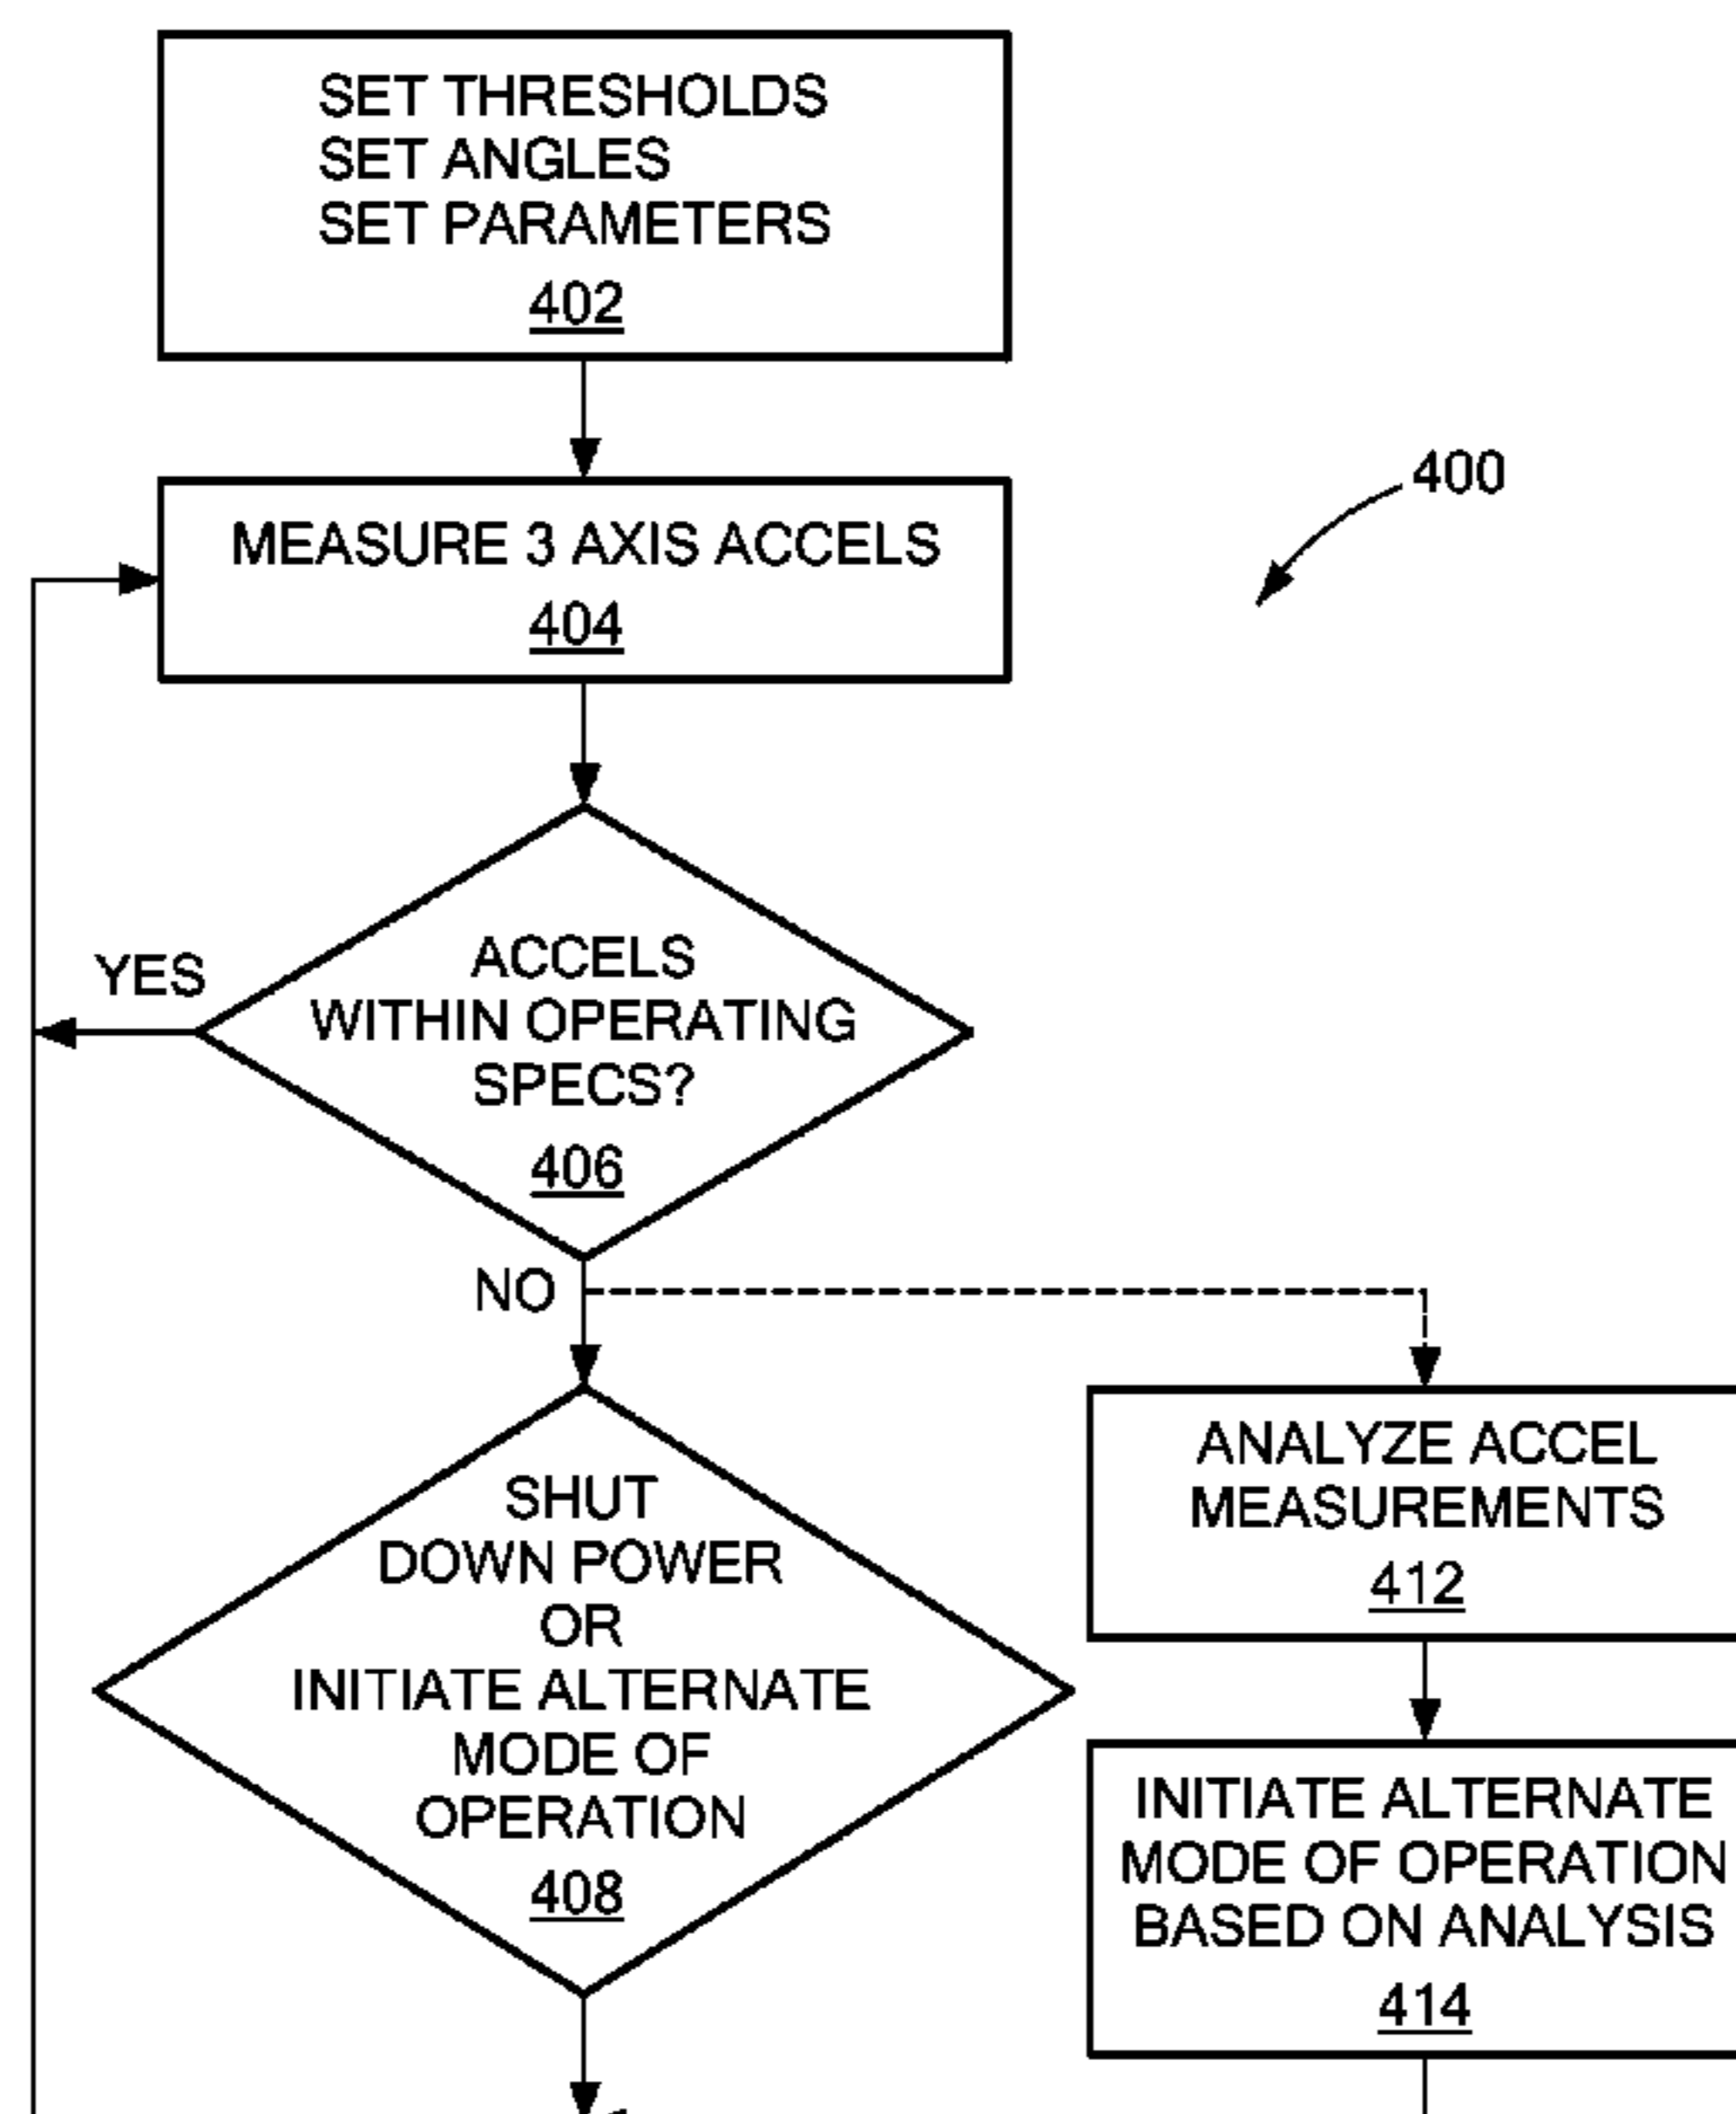 SET THRESHOLDS
SET ANGLES
SET PARAMETERS
402
400
MEASURE 3 AXIS ACCELS
404
YES
ACCELS
WITHIN OPERATING
SPECS?
406
NO
SHUT
DOWN POWER
OR
INITIATE ALTERNATE
MODE OF
OPERATION
408
ANALYZE ACCEL
MEASUREMENTS
412
INITIATE ALTERNATE
MODE OF OPERATION
BASED ON ANALYSIS
414